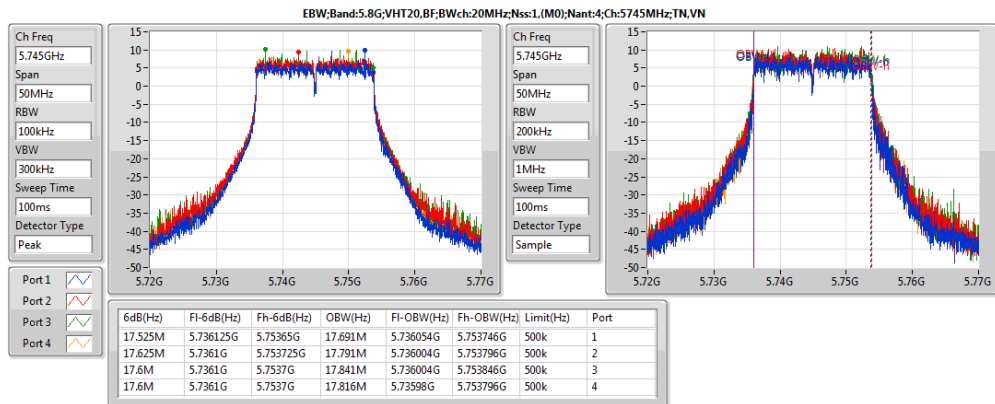 EBW;Band:5.8G;VHT20,BF;BWch:20MHz;Nss:1,(M0);Nant:4;Ch:5745MHz;TN,VN
Ch Freq
5.745GHz
Span
50MHz
RBW
100kHz
VBW
300kHz
Sweep Time
100ms
Detector Type
Peak
15
10
5
0
-5
-10
-15
-20
-25
-30
-35
-40
-45
-50
5.72G 5.73G 5.74G 5.75G 5.76G 5.77G
Ch Freq
5.745GHz
Span
50MHz
RBW
200kHz
VBW
1MHz
Sweep Time
100ms
Detector Type
Sample
15
10
5
0
-5
-10
-15
-20
-25
-30
-35
-40
-45
-50
5.72G 5.73G 5.74G 5.75G 5.76G 5.77G
Port 1
Port 2
Port 3
Port 4
6dB(Hz) Fl-6dB(Hz) Fh-6dB(Hz) OBW(Hz) Fl-OBW(Hz) Fh-OBW(Hz) Limit(Hz) Port
17.525M 5.736125G 5.75365G 17.691M 5.736054G 5.753746G 500k 1
17.625M 5.7361G 5.753725G 17.791M 5.736004G 5.753796G 500k 2
17.6M 5.7361G 5.7537G 17.841M 5.736004G 5.753846G 500k 3
17.6M 5.7361G 5.7537G 17.816M 5.73598G 5.753796G 500k 4